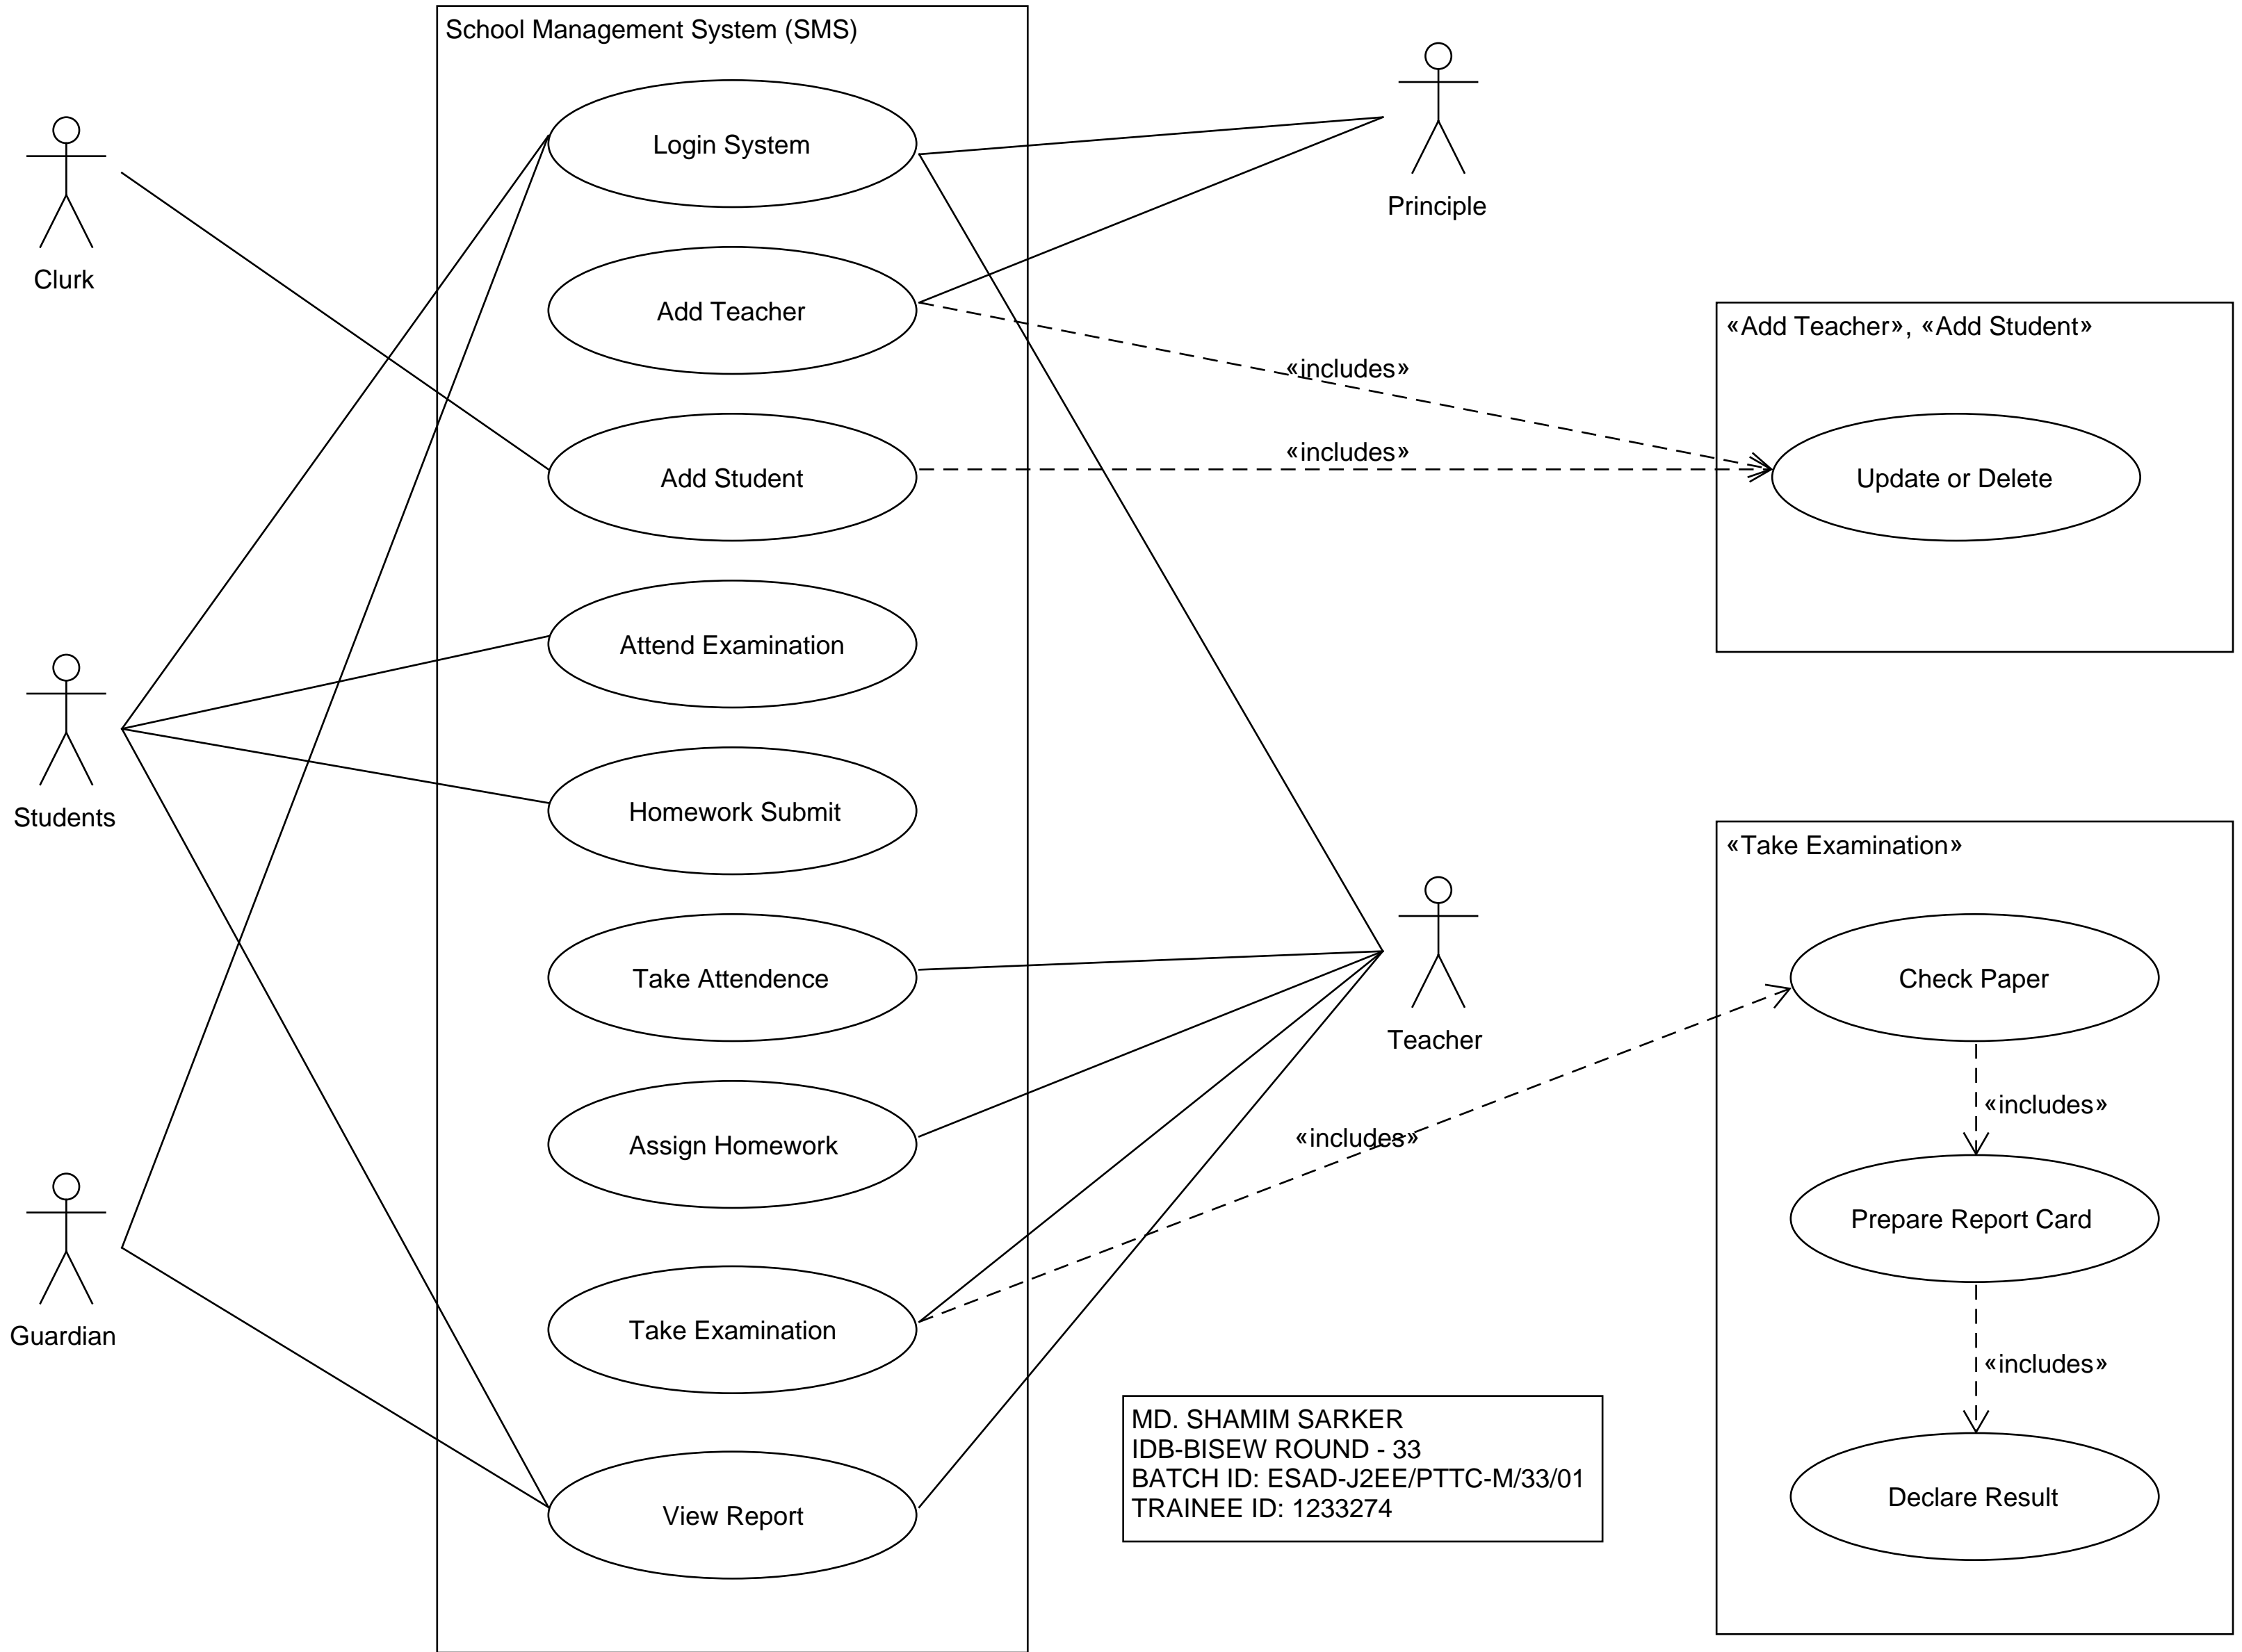 School Management System (SMS)
Login System
Principle
Clurk
Add Teacher
«Add Teacher», «Add Student»
«includes»
«includes»
Add Student
Update or Delete
Attend Examination
Students
Homework Submit
«Take Examination»
Take Attendence
Check Paper
Teacher
«includes»
Assign Homework
«includes»
Prepare Report Card
Guardian
Take Examination
«includes»
MD. SHAMIM SARKER
IDB-BISEW ROUND - 33
BATCH ID: ESAD-J2EE/PTTC-M/33/01
TRAINEE ID: 1233274
View Report
Declare Result